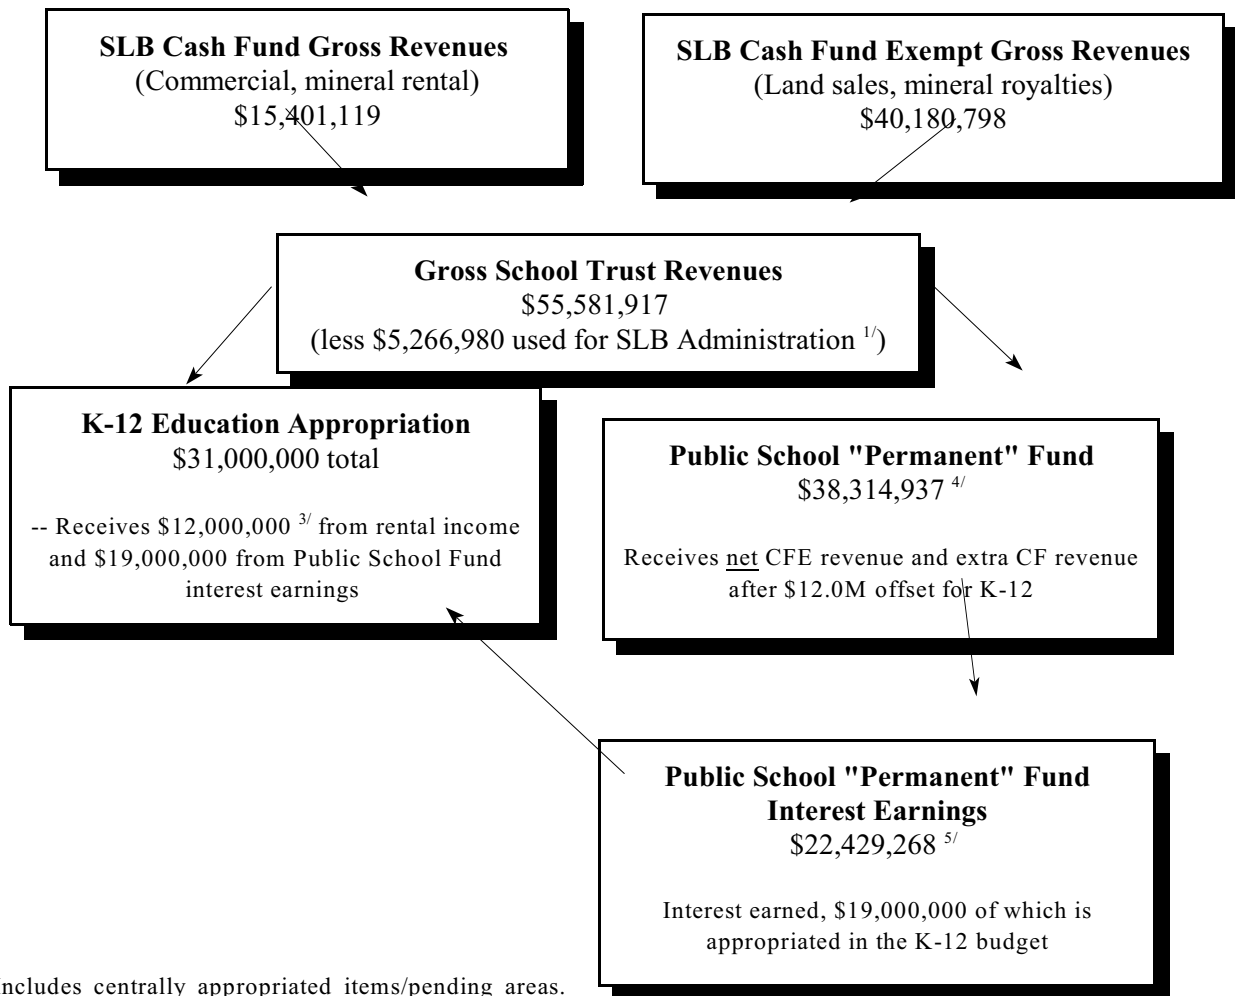 SLB Cash Fund Gross Revenues
(Commercial, mineral rental)
$15,401,119
SLB Cash Fund Exempt Gross Revenues
(Land sales, mineral royalties)
$40,180,798
Gross School Trust Revenues
$55,581,917
(less $5,266,980 used for SLB Administration 1/)
K-12 Education Appropriation
$31,000,000 total
-- Receives $12,000,000 3/ from rental income
and $19,000,000 from Public School Fund
interest earnings
Public School "Permanent" Fund
$38,314,937 4/
Receives net CFE revenue and extra CF revenue
after $12.0M offset for K-12
Public School "Permanent" Fund
Interest Earnings
$22,429,268 5/
Interest earned, $19,000,000 of which is
appropriated in the K-12 budget
Includes centrally appropriated items/pending areas.